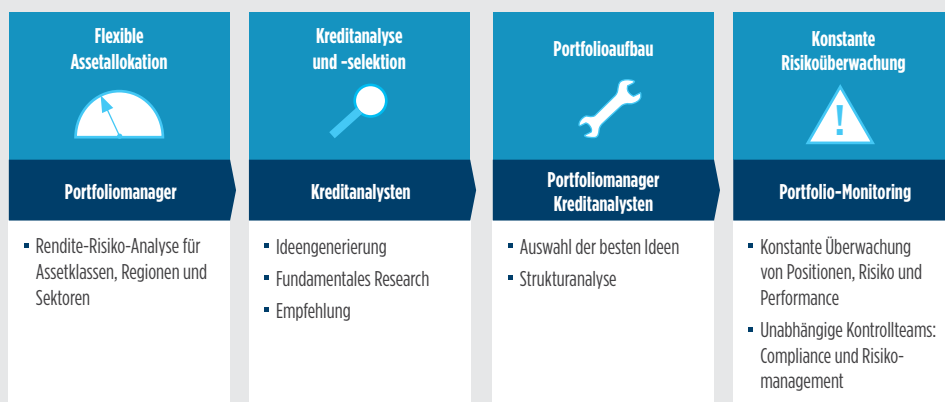 Flexible
Assetallokation
Portfoliomanager
Rendite-Risiko-Analyse für
Assetklassen, Regionen und
Sektoren
Kreditanalyse
und -selektion
Kreditanalysten
Ideengenerierung
Fundamentales Research
Empfehlung
Portfolioaufbau
Portfoliomanager
Kreditanalysten
Auswahl der besten Ideen
Strukturanalyse
Konstante
Risikoüberwachung
!
Portfolio-Monitoring
Konstante Überwachung
von Positionen, Risiko und
Performance
Unabhängige Kontrollteams:
Compliance und Risiko-
management